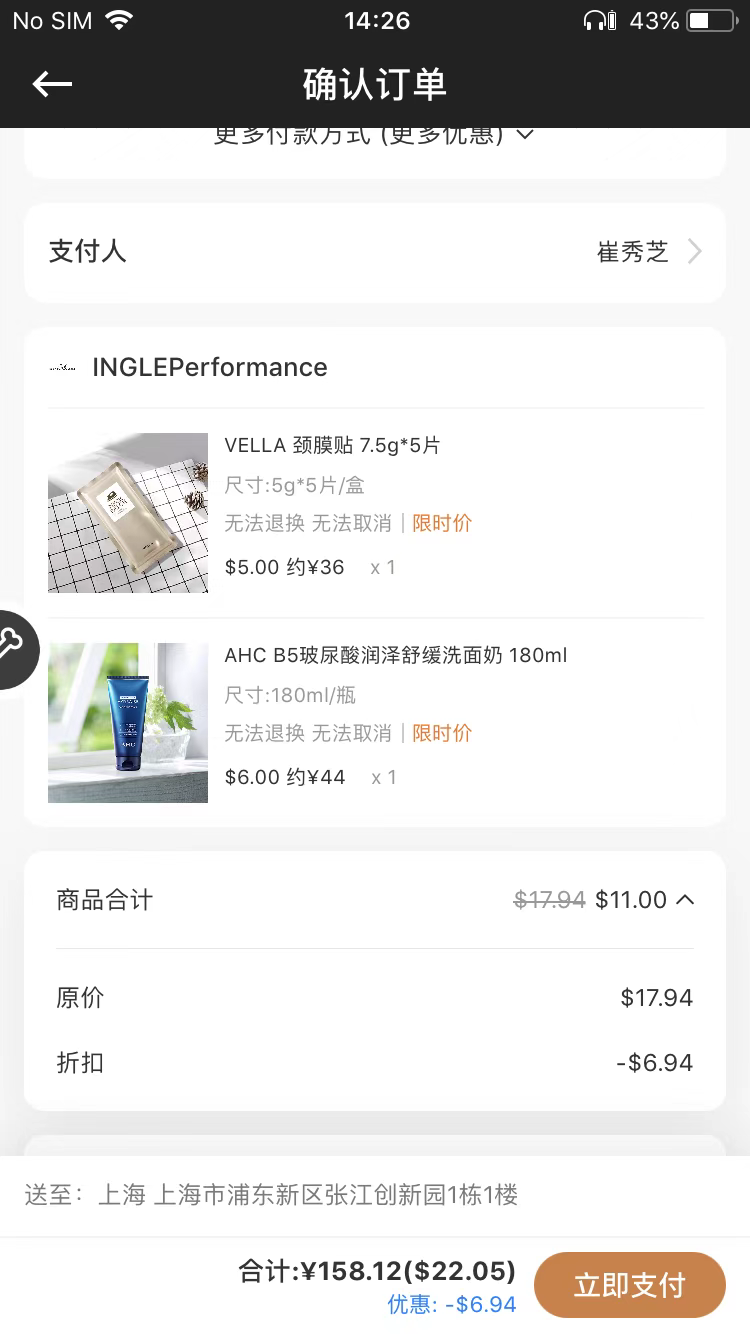 No SIM 14:26 43%
确认订单
更多付款方式 (更多优惠)
支付人 崔秀芝
INGLEPerformance
VELLA 颈膜贴 7.5g*5片
尺寸:5g*5片/盒
无法退换 无法取消 | 限时价
$5.00 约¥36 x 1
AHC B5玻尿酸润泽舒缓洗面奶 180ml
尺寸:180ml/瓶
无法退换 无法取消 | 限时价
$6.00 约¥44 x 1
商品合计 $17.94 $11.00
原价 $17.94
折扣 -$6.94
送至: 上海 上海市浦东新区张江创新园1栋1楼
合计:¥158.12($22.05)
优惠: -$6.94
立即支付